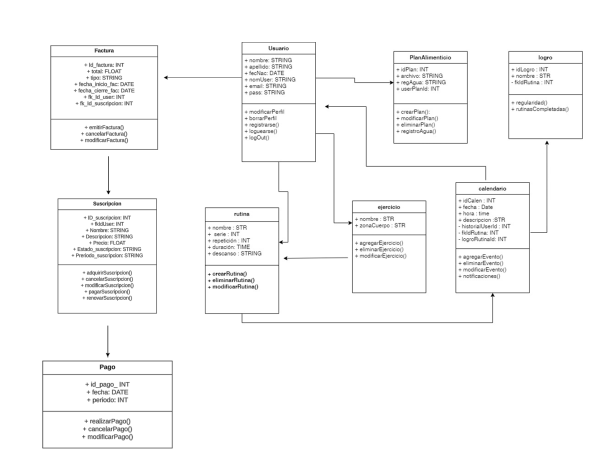 Factura
+ Id_factura: INT
+ total: FLOAT
+ tipo: STRING
+ fecha_inicio_fac: DATE
+ fecha_cierre_fac: DATE
+ fk_Id_user: INT
+ fk_Id_suscripcion: INT
+ emitirFactura()
+ cancelarFactura()
+ modificarFactura()
Usuario
+ nombre: STRING
+ apelido: STRING
+ fecNac: DATE
+ nomUser: STRING
+ email: STRING
+ pass: STRING
+ modificarPerfil
+ borrarPerfil
+ registrarse()
+ loguearse()
+ logOut()
PlanAlimenticio
+ idPlan: INT
+ archivo: STRING
+ regAgua: STRING
+ userPlanId: INT
+ crearPlan():
+ modificarPlan()
+ eliminarPlan()
+ registroAgua()
logro
+ idLogro: INT
+ nombre : STR
- fkIdRutina : INT
+ regularidad()
+ rutinasCompletadas()
Suscripcion
+ ID_suscripcion: INT
+ fkIdUser: INT
+ Nombre: STRING
+ Descripcion: STRING
+ Precio: FLOAT
+ Estado_suscripcion: STRING
+ Preriodo_suscripcion: STRING
+ adquirirSuscripcion()
+ cancelarSuscripcion()
+ modificarSuscripcion()
+ pagarSuscripcion()
+ renovarSuscripcion()
rutina
+ nombre : STR
+ serie : INT
+ repetición : INT
+ duración: TIME
+ descanso : STRING
+ crearRutina()
+ eliminarRutina()
+ modificarRutina()
ejercicio
+ nombre : STR
+ zonaCuerpo : STR
+ agregarEjercicio()
+ eliminarEjercicio()
+ modificarEjercicio()
calendario
+ idCalen : INT
+ fecha : Date
+ hora : time
+ descripcion :STR
- historialUserId : INT
- fkIdRutina: INT
- logroRutinaId: INT
+ agregarEvento()
+ eliminarEvento()
+ modificarEvento()
+ notificaciones()
Pago
+ id_pago_ INT
+ fecha: DATE
+ periodo: INT
+ realizarPago()
+ cancelarPago()
+ modificarPago()